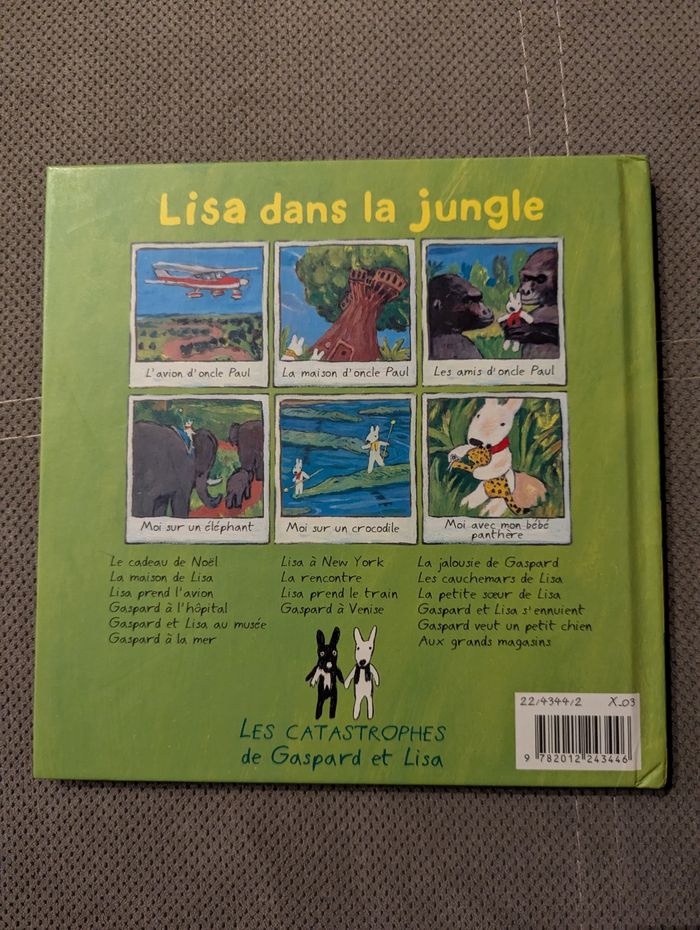 Lisa dans la jungle
L'avion d'oncle Paul
La maison d'oncle Paul
Les amis d'oncle Paul
Moi sur un éléphant
Moi sur un crocodile
Moi avec mon bébé
panthère
Le cadeau de Noël
La maison de Lisa
Lisa prend l'avion
Gaspard à l'hôpital
Gaspard et Lisa au musée
Gaspard à la mer
Lisa à New York
La rencontre
Lisa prend le train
Gaspard à Venise
La jalousie de Gaspard
Les cauchemars de Lisa
La petite sœur de Lisa
Gaspard et Lisa s'ennuient
Gaspard veut un petit chien
Aux grands magasins
LES CATASTROPHES
de Gaspard et Lisa
22/4344/2 X_03
9 782012 243446